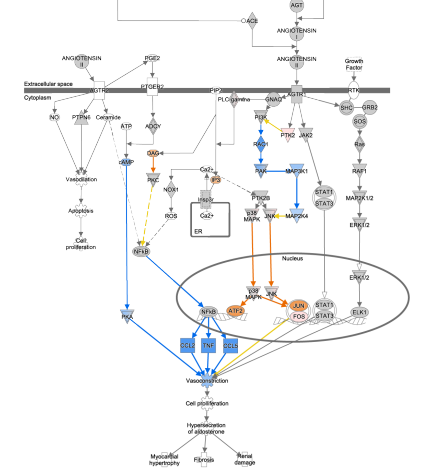 AGT
ACE
ANGIOTENSIN
I
ANGIOTENSIN
II
PGE2
ANGIOTENSIN
II
Growth
Factor
Extracellular space
Cytoplasm
AGTR2
PTGER2
PIP2
AGTR1
RTK
PLCgamma
GNAQ
NO
PTPN6
Ceramide
ATP
ADCY
PI3K
PTK2
JAK2
SHC
GRB2
SOS
cAMP
DAG
RAC1
Ras
PKC
Ca2+
IP3
PAK
MAP3K1
RAF1
Vasodilation
NOX1
Insp3r
PTK2B
STAT1
STAT3
MAP2K1/2
Apoptosis
ROS
Ca2+
p38
MAPK
JNK
MAP2K4
ERK1/2
Cell
proliferation
ER
NFkB
Nucleus
ERK1/2
p38
MAPK
JNK
PKA
NFkB
ATF2
JUN
FOS
STAT1
STAT3
ELK1
CCL2
TNF
CCL5
Vasoconstriction
Cell proliferation
Hypersecretion
of aldosterone
Myocardial
hypertrophy
Fibrosis
Renal
damage